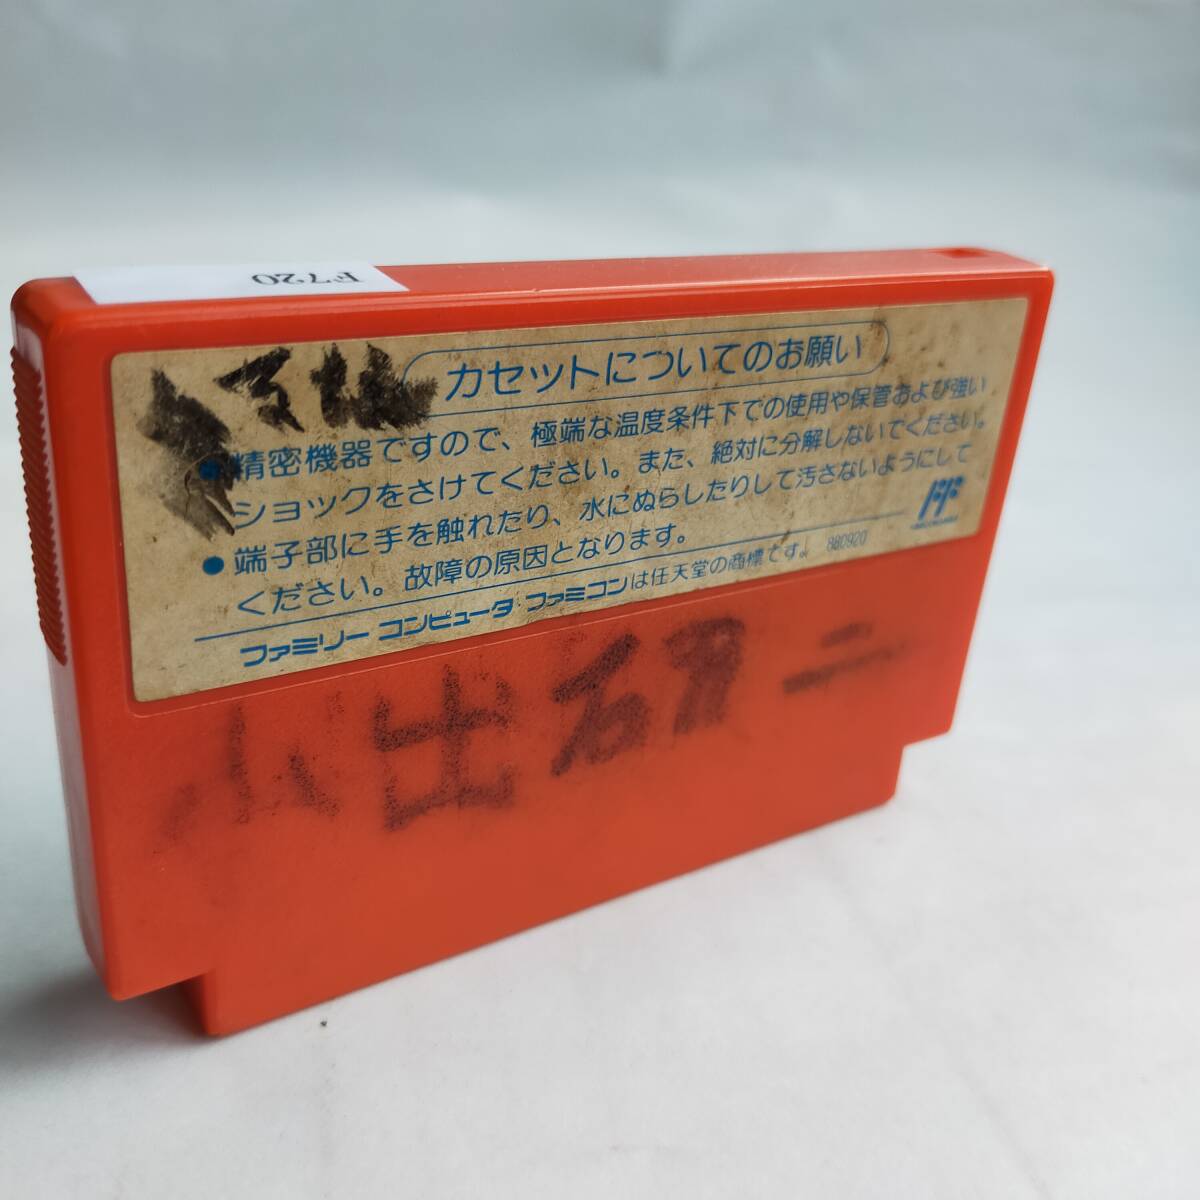 F720
カセットについてのお願い
● 精密機器ですので、極端な温度条件下での使用や保管および強い
ショックをさけてください。また、絶対に分解しないでください。
● 端子部に手を触れたり、水にぬらしたりして汚さないようにして
ください。故障の原因となります。
ファミリー コンピュータ・ファミコンは任天堂の商標です。 880920
小出研二